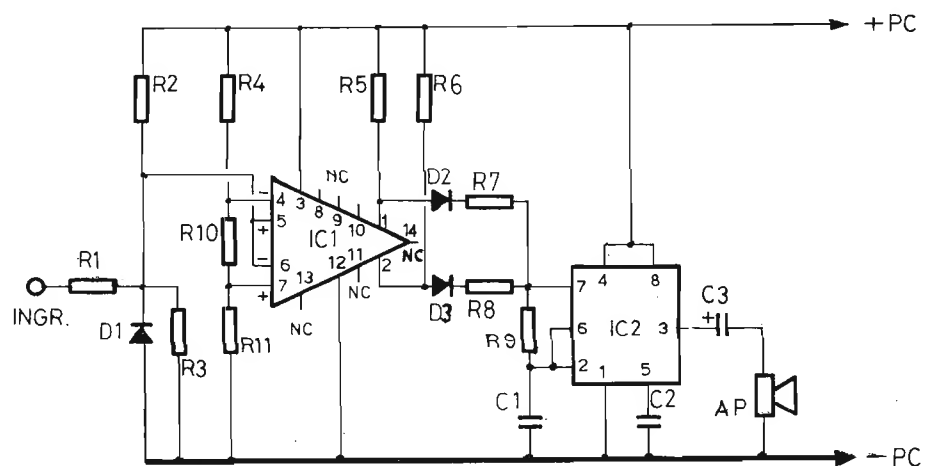 +PC
R2
R4
R5
R6
NC
D2
R7
4
3
8
9
10
1
14
5
IC1
NC
R10
6
13
12
11
2
7
R1
INGR.
NC
NC
D3
R8
D1
R3
R11
R9
7
4
8
6
IC2
3
2
1
5
C3
+
C1
C2
AP
-PC
-
+
-
+